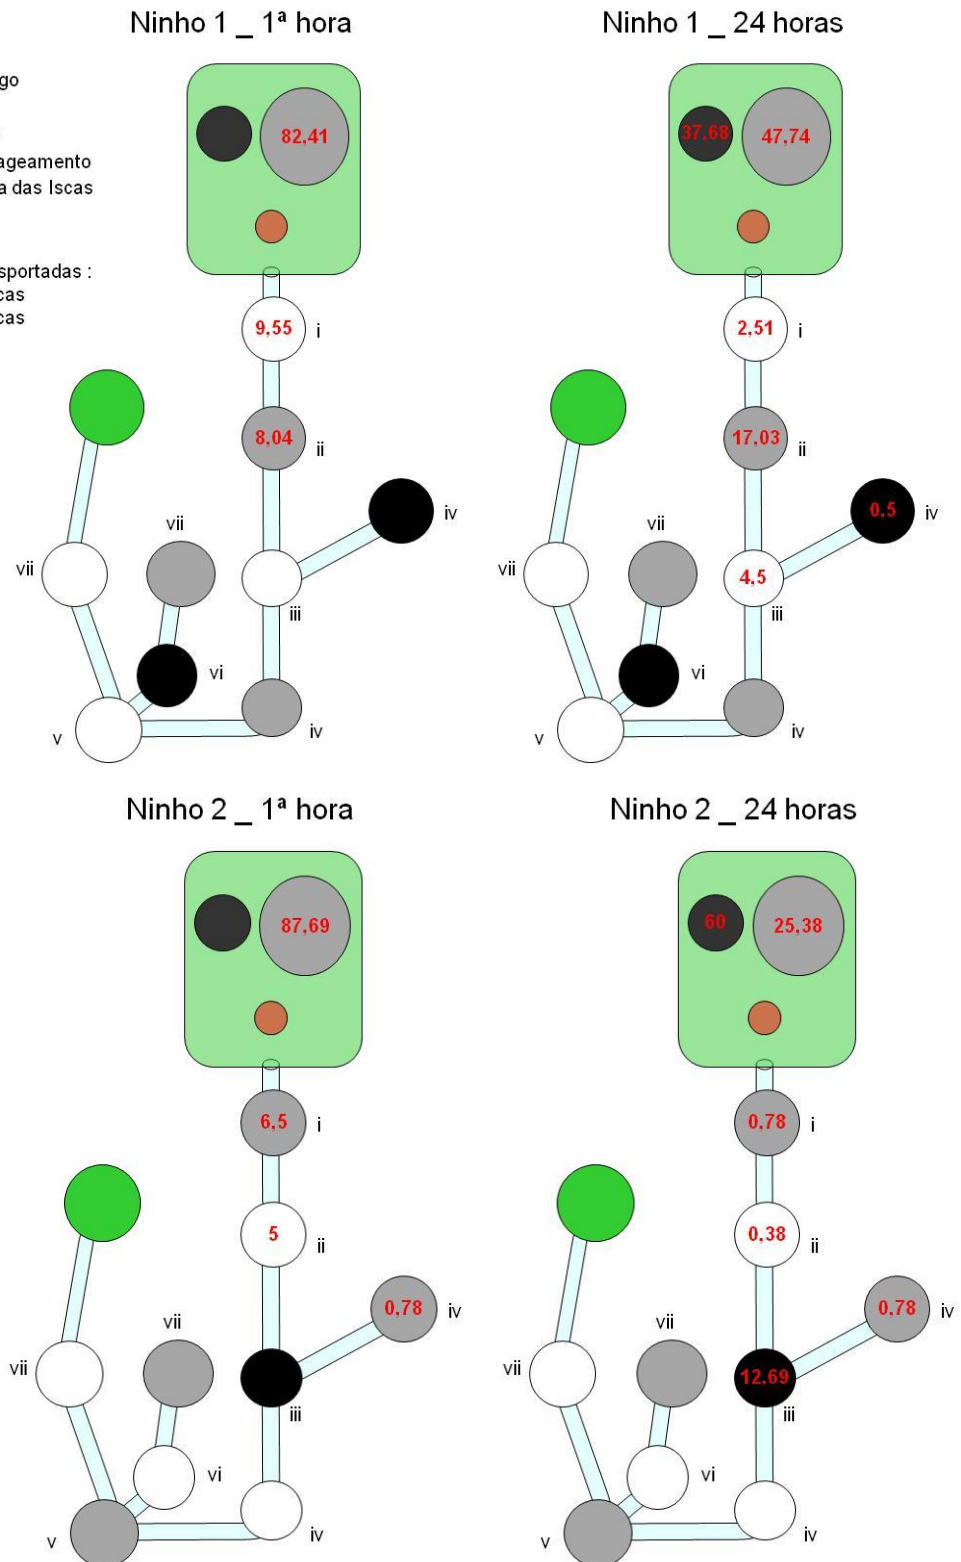 Ninho 1 _ 1ª hora
Ninho 1 _ 24 horas
sportadas :
a das Iscas
82,41
37,68
47,74
9,55
i
2,51
i
8,04
ii
17,03
ii
iv
0,5
iv
vii
vii
vii
vii
4,5
iii
iii
vi
vi
v
iv
v
iv
Ninho 2 _ 1ª hora
Ninho 2 _ 24 horas
87,69
60
25,38
6,5
i
0,78
i
5
ii
0,38
ii
0,78
iv
0,78
iv
vii
vii
vii
vii
12,69
iii
iii
vi
vi
v
iv
v
iv